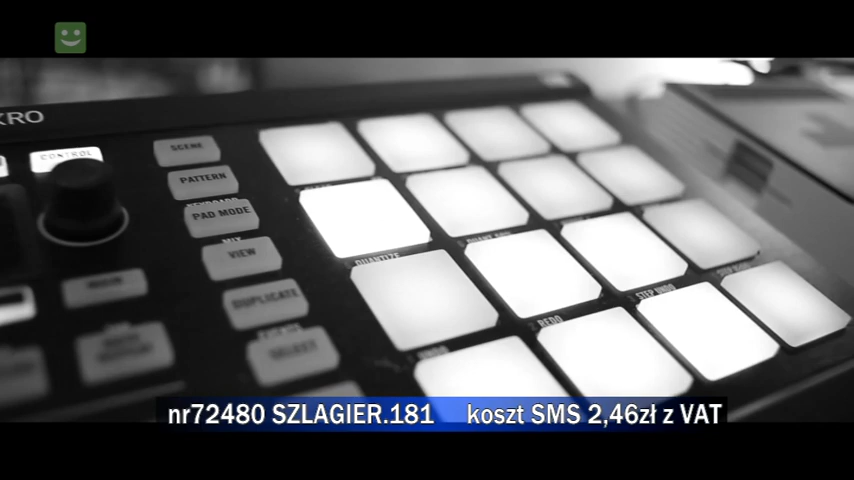 KRO
CONTROL
SCENE
PATTERN
KEYBOARD
PAD MODE
VIEW
DUPLICATE
SELECT
QUANTIZE
UNDO
REDO
STEP UNDO
nr72480 SZLAGIER.181 koszt SMS 2,46zł z VAT